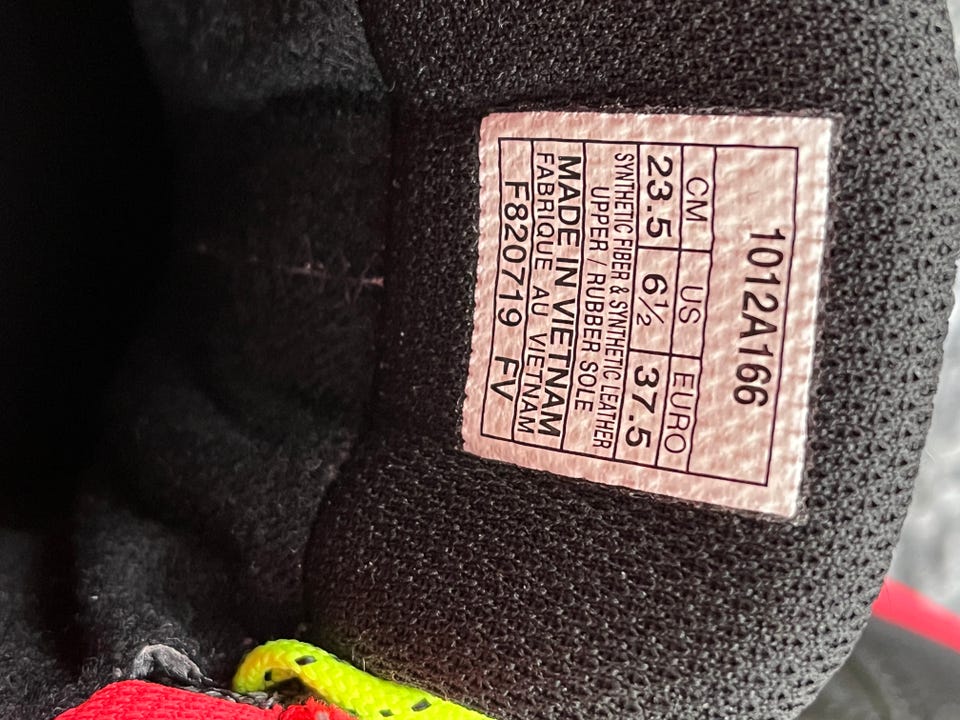 1012A166
CM US EURO
23.5 6½ 37.5
SYNTHETIC FIBER & SYNTHETIC LEATHER
UPPER / RUBBER SOLE
MADE IN VIETNAM
FABRIQUE AU VIETNAM
F820719 FV